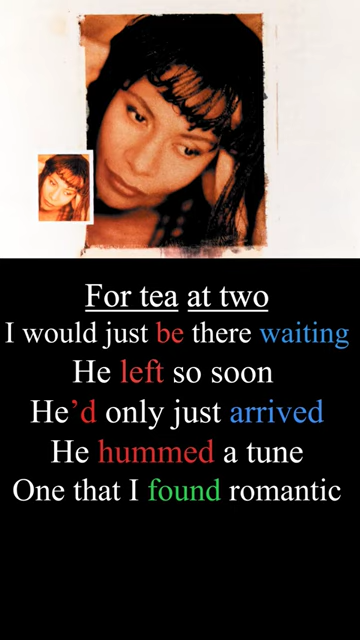 For tea at two
I would just be there waiting
He left so soon
He'd only just arrived
He hummed a tune
One that I found romantic